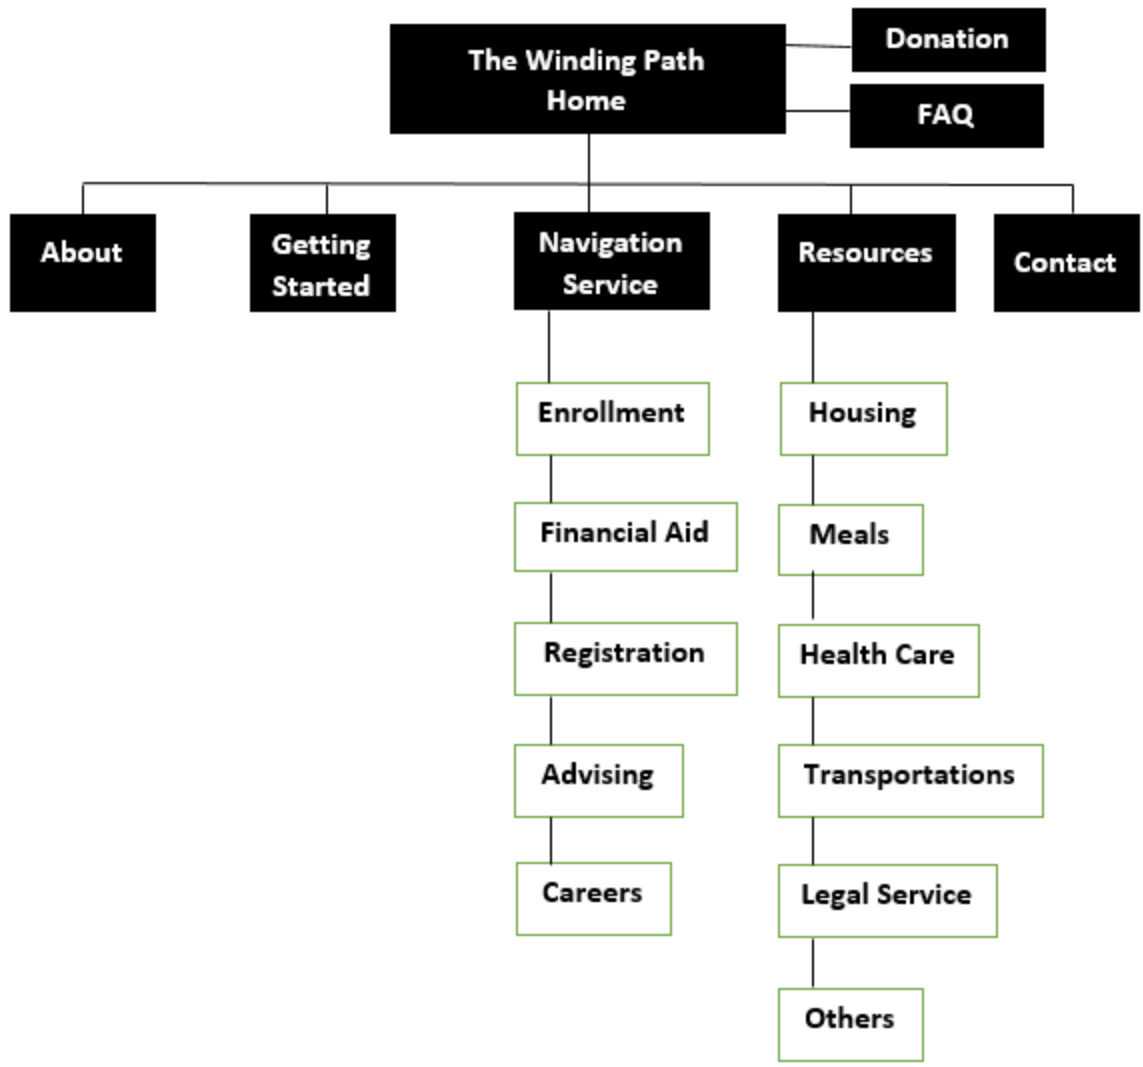 The Winding Path
Home
Donation
FAQ
About
Getting
Started
Navigation
Service
Resources
Contact
Enrollment
Financial Aid
Registration
Advising
Careers
Housing
Meals
Health Care
Transportations
Legal Service
Others